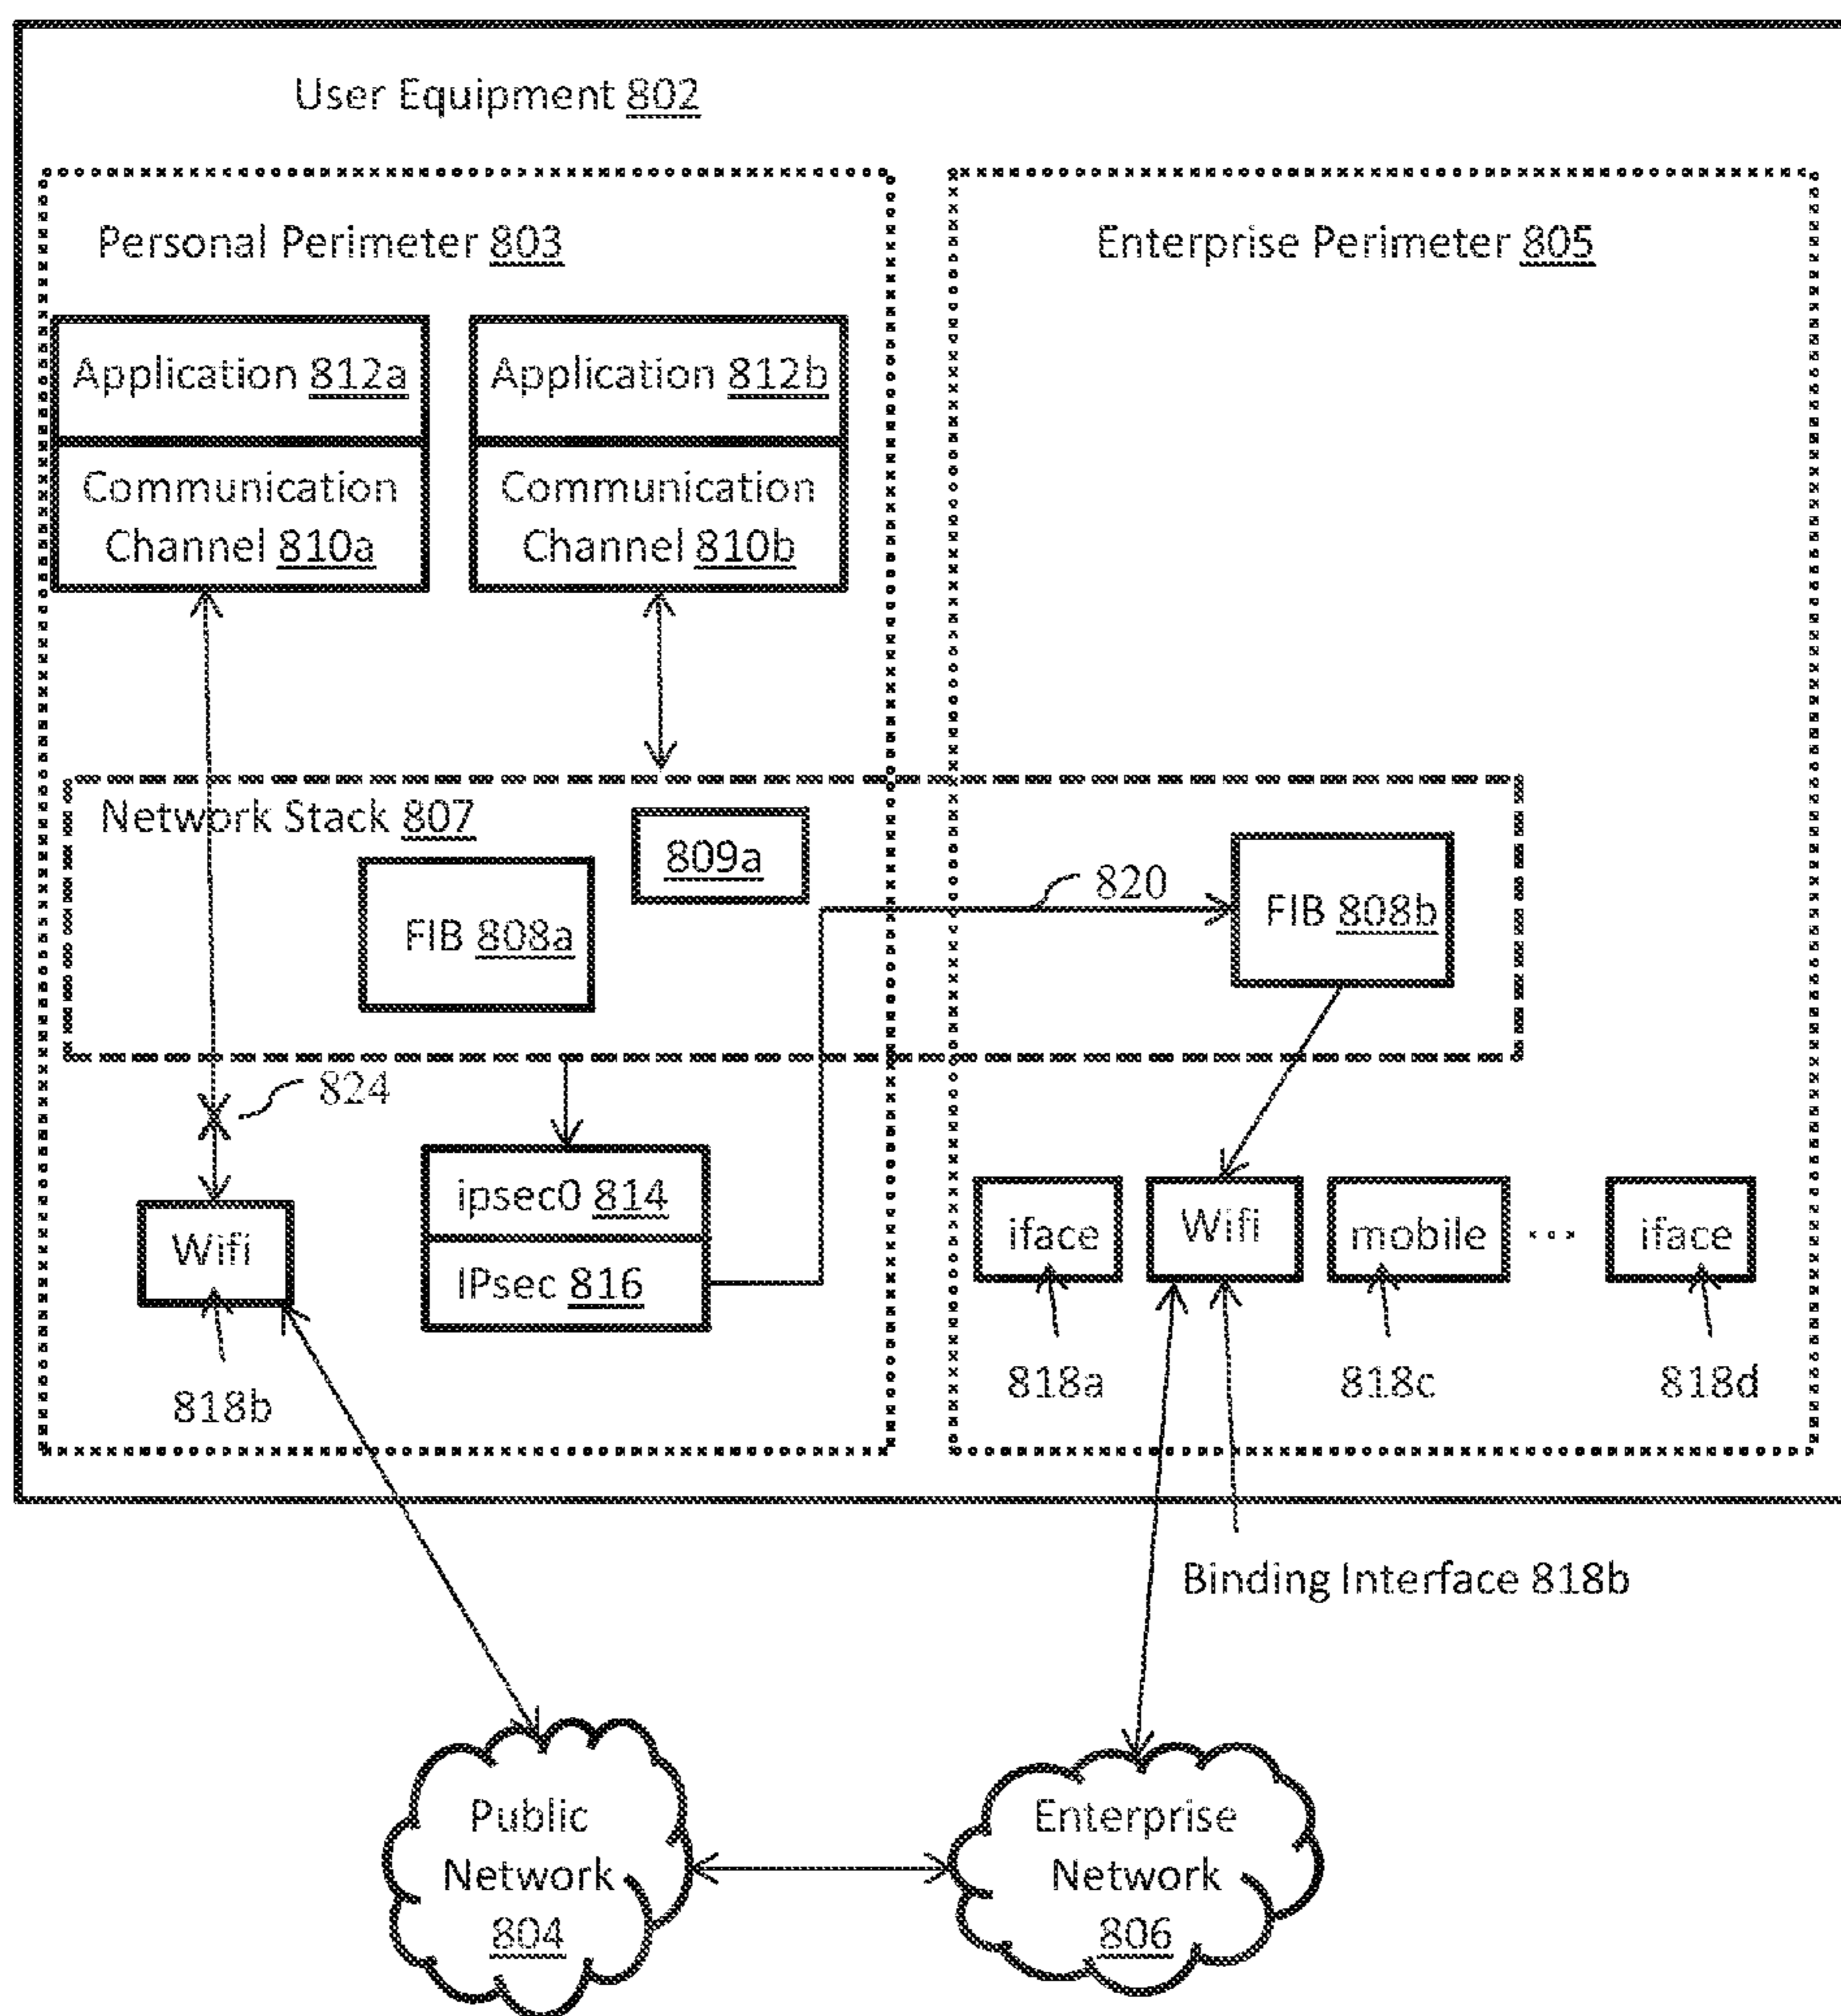 User Equipment 802
Personal Perimeter 803
Enterprise Perimeter 805
Application 812a
Application 812b
Communication
Channel 810a
Communication
Channel 810b
Network Stack 807
809a
FIB 808a
820
FIB 808b
824
ipsec0 814
IPsec 816
Wifi
818b
iface
Wifi
mobile
...
iface
818a
818c
818d
Binding Interface 818b
Public
Network
804
Enterprise
Network
806